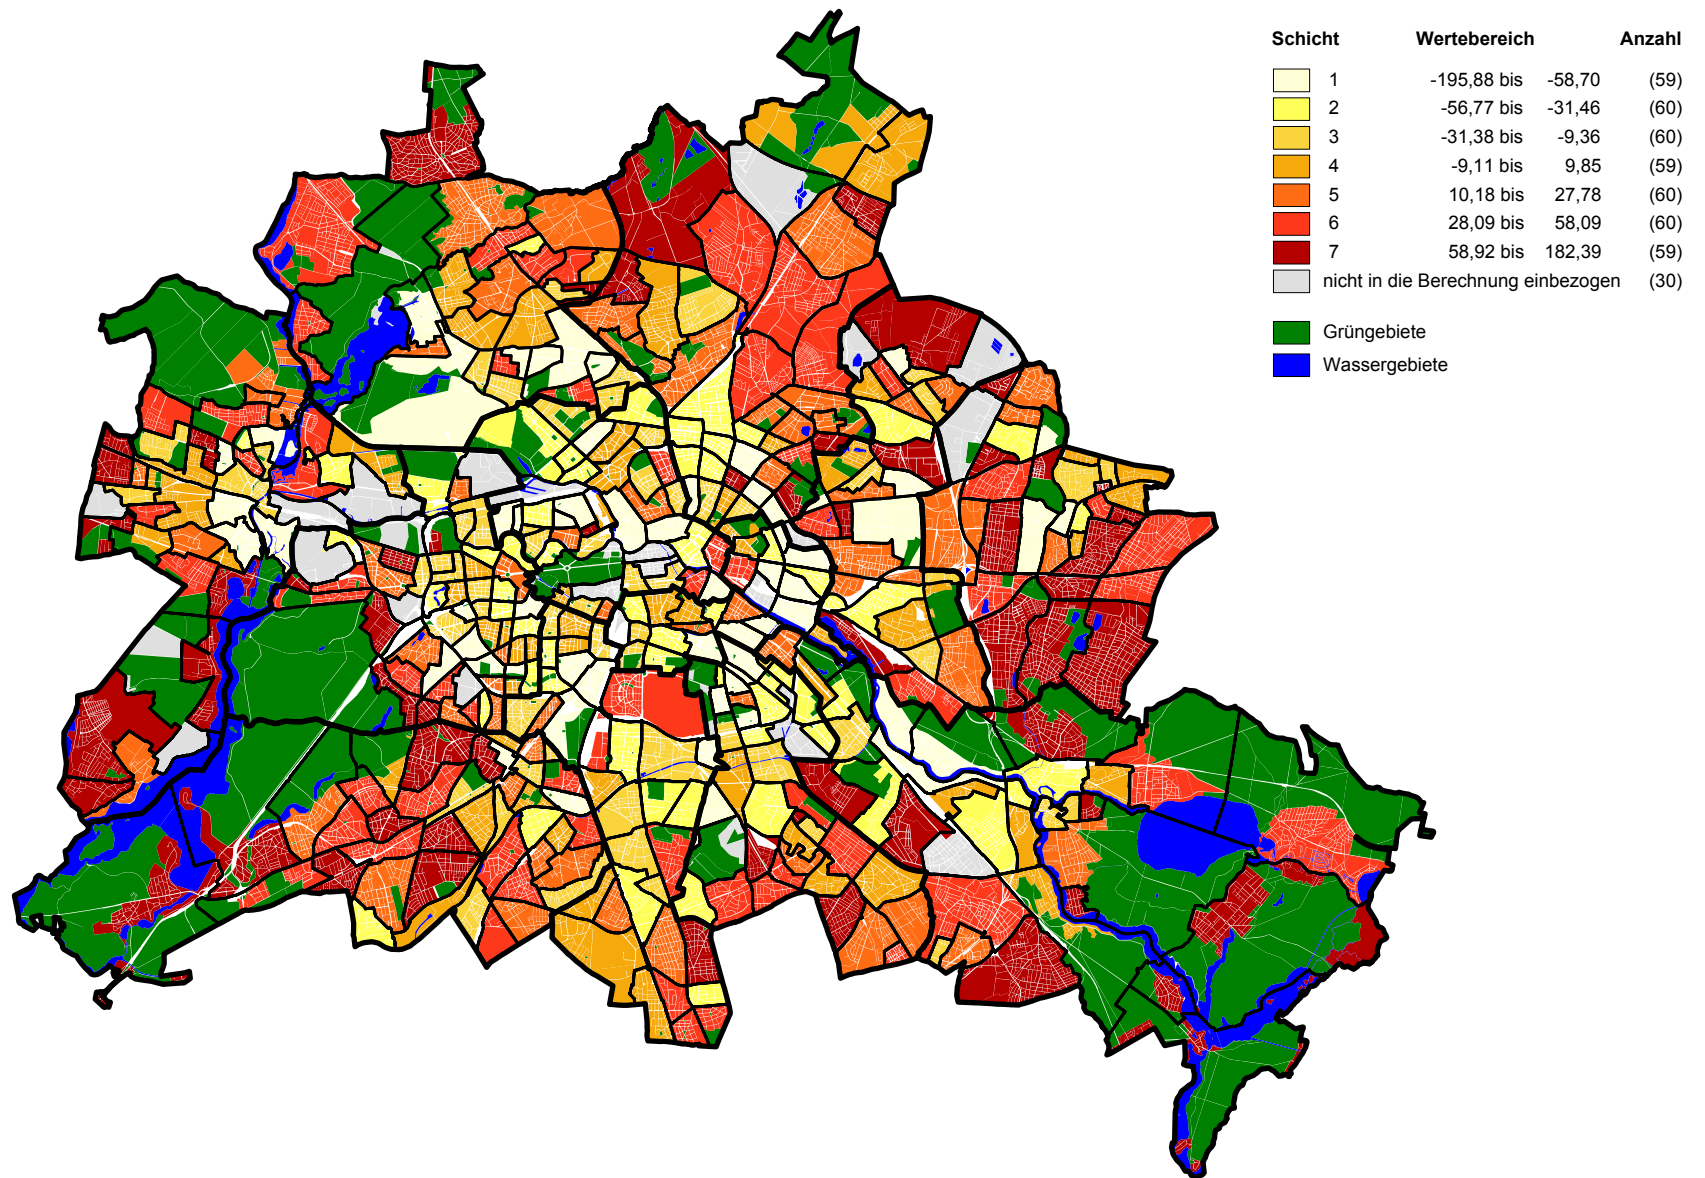 Schicht Wertebereich Anzahl
1 -195,88 bis -58,70 (59)
2 -56,77 bis -31,46 (60)
3 -31,38 bis -9,36 (60)
4 -9,11 bis 9,85 (59)
5 10,18 bis 27,78 (60)
6 28,09 bis 58,09 (60)
7 58,92 bis 182,39 (59)
nicht in die Berechnung einbezogen (30)
Grüngebiete
Wassergebiete